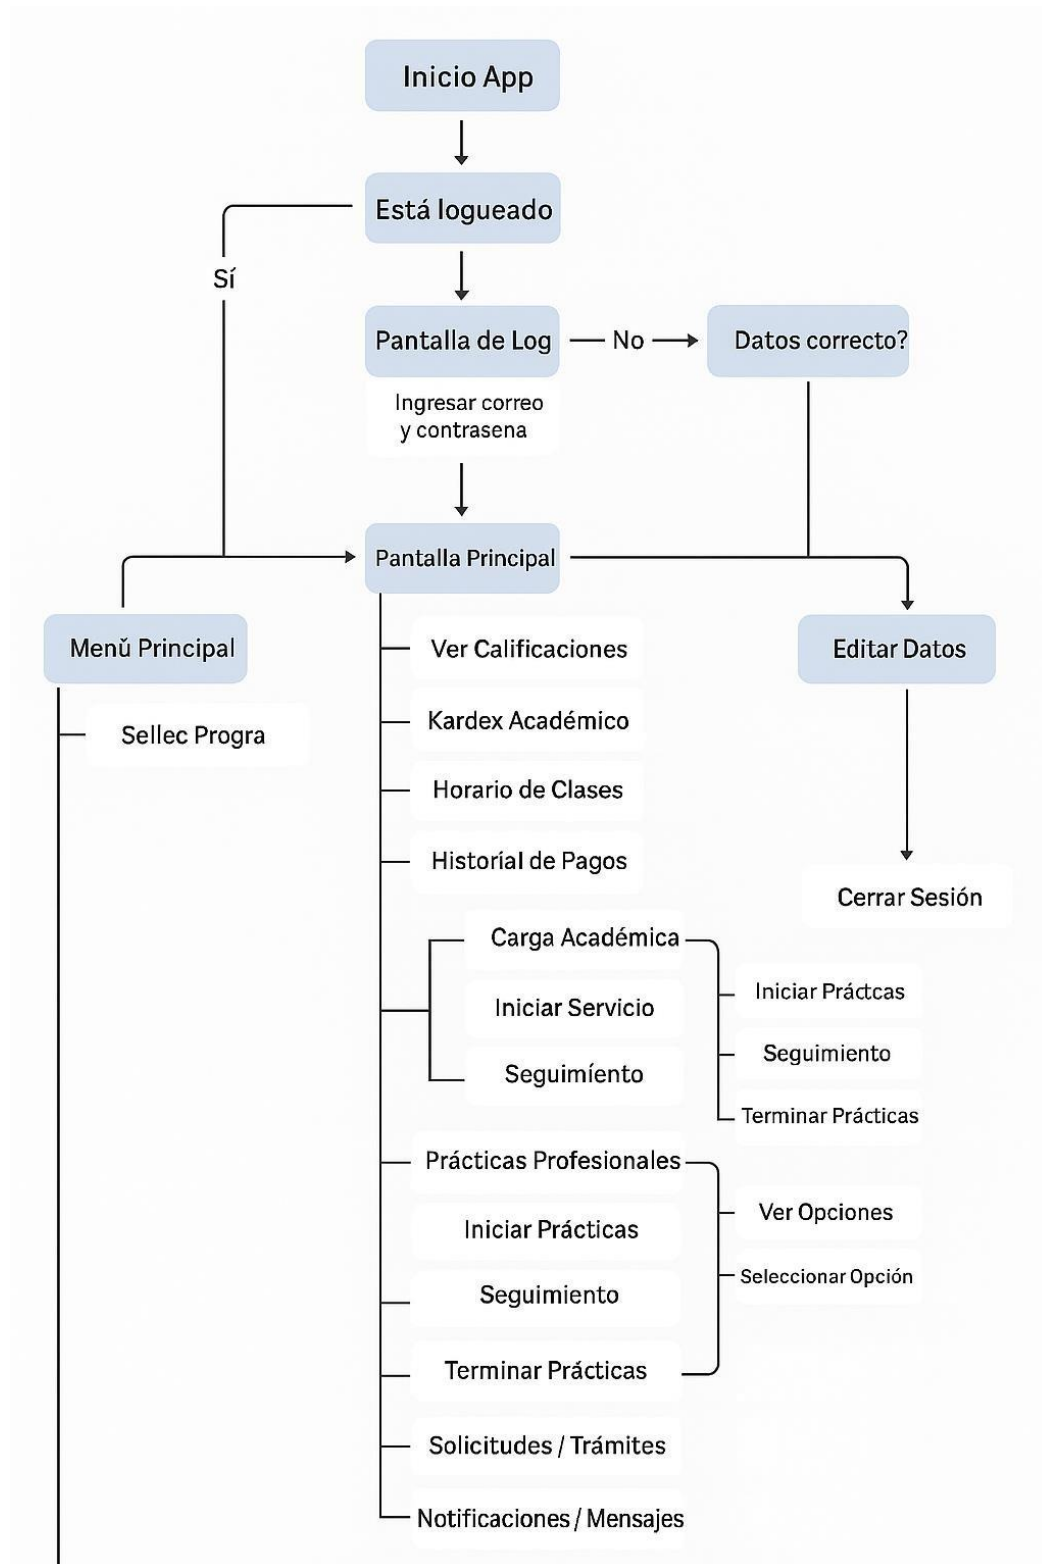 Inicio App
Está logueado
Sí
Pantalla de Log
No
Datos correcto?
Ingresar correo
y contrasena
Pantalla Principal
Menŭ Principal
Editar Datos
Sellec Progra
Ver Calificaciones
Kardex Académico
Horario de Clases
Historíal de Pagos
Cerrar Sesión
Carga Académica
Iniciar Servicio
Seguimíento
Iniciar Práctcas
Seguimiento
Terminar Prácticas
Prácticas Profesionales
Iniciar Prácticas
Seguimiento
Terminar Prácticas
Ver Opciones
Seleccionar Opción
Solicitudes / Trámites
Notificaciones / Mensajes